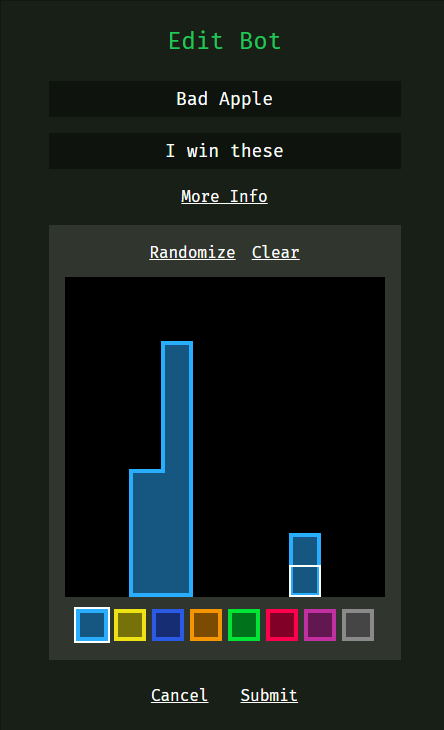 Edit Bot
Bad Apple
I win these
More Info
Randomize Clear
Cancel Submit